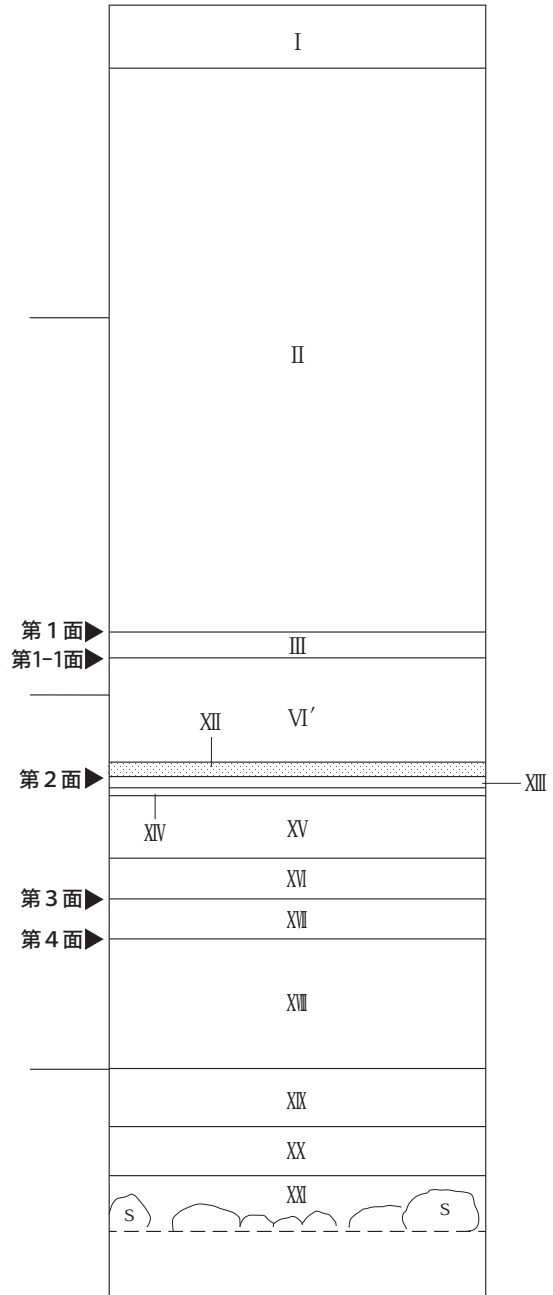 Ⅰ
Ⅱ
第1面▶
Ⅲ
第1-1面▶
Ⅵ′
Ⅻ
第2面▶
XIII
XIV
XV
XVI
第3面▶
XVII
第4面▶
XVIII
XIX
XX
XXI
S
S